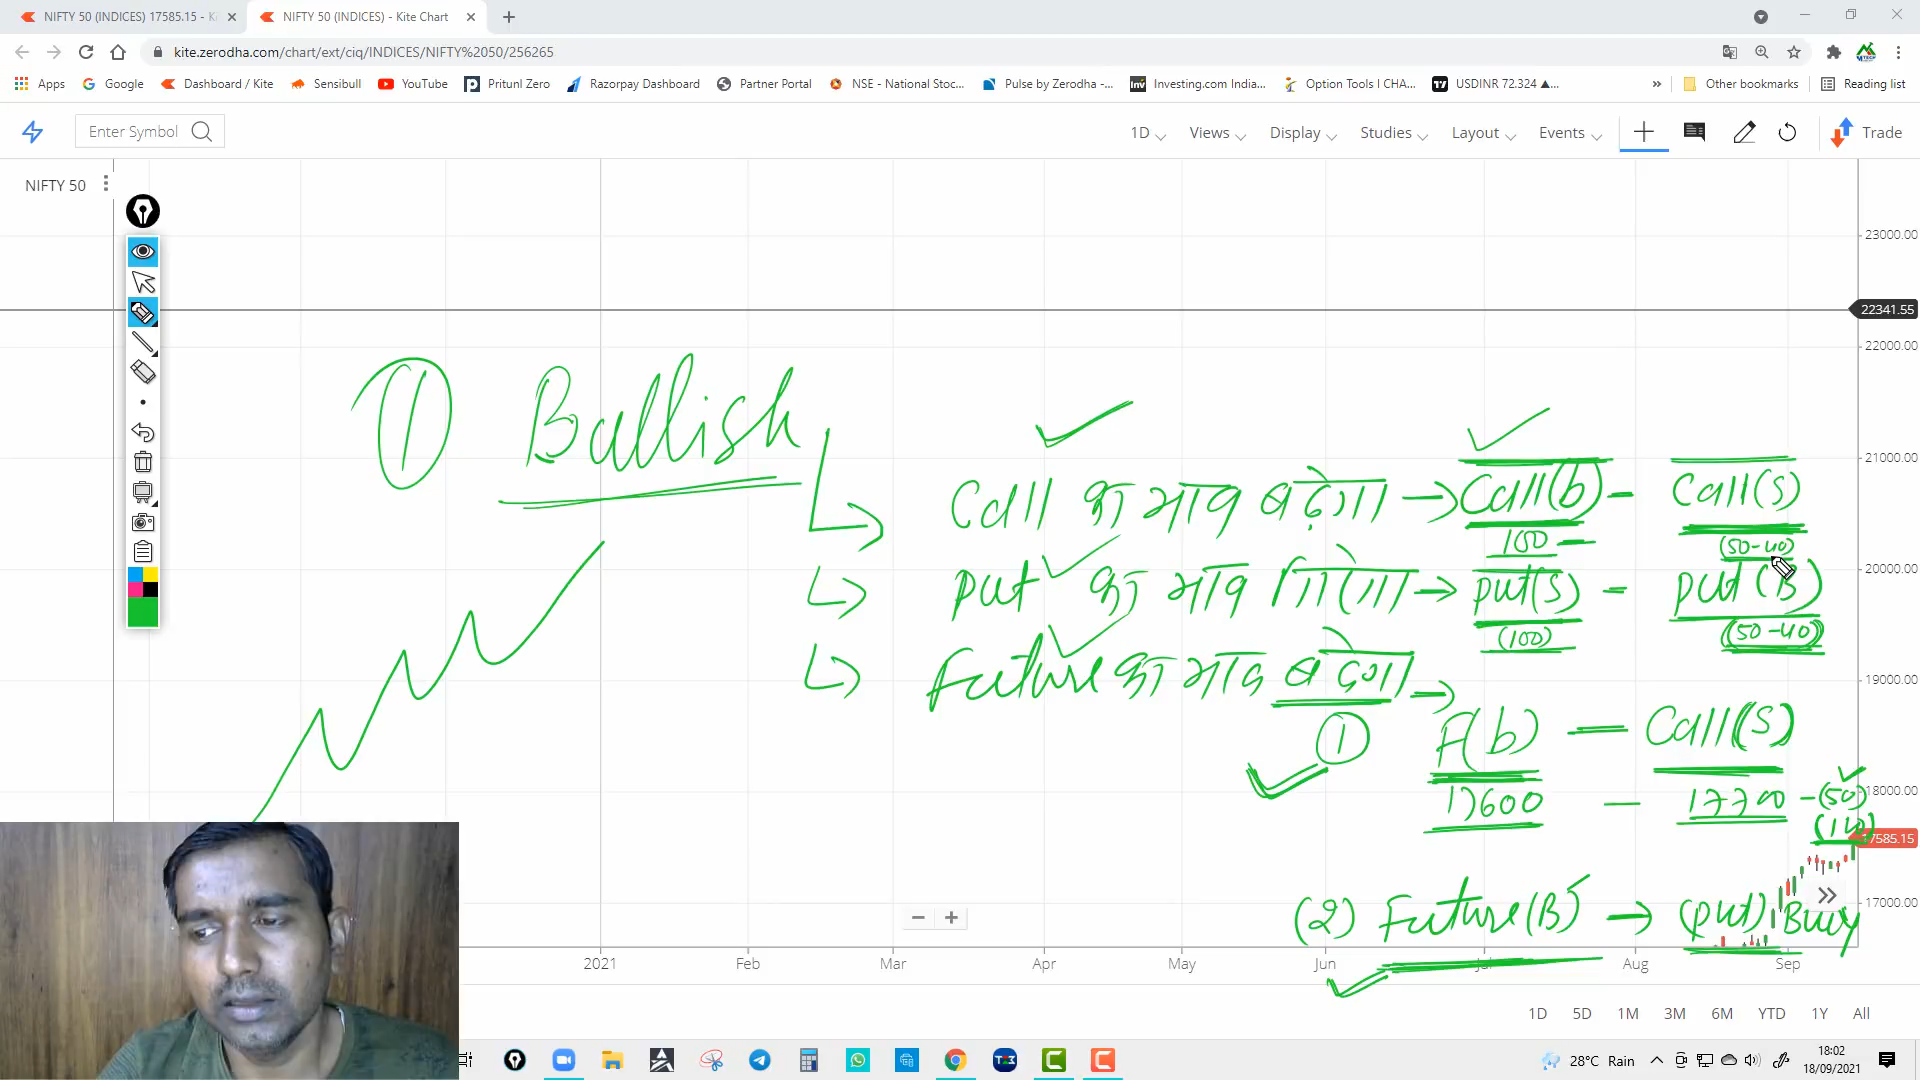 NIFTY 50 (INDICES) 17585.15 - Ki
NIFTY 50 (INDICES) - Kite Chart
kite.zerodha.com/chart/ext/ciq/INDICES/NIFTY%2050/256265
Apps Google Dashboard / Kite Sensibull YouTube Pritunl Zero Razorpay Dashboard Partner Portal NSE - National Stoc... Pulse by Zerodha -... Investing.com India... Option Tools I CHA... USDINR 72.324 ▲... » Other bookmarks Reading list
Enter Symbol 1D Views Display Studies Layout Events Trade
NIFTY 50
23000.00
22341.55
22000.00
① Bullish
21000.00
Call का भाव बढ़ेगा → Call(b) - Call(S)
100 (50-40)
20000.00
put का भाव गिरेगा → put(s) - put(B)
(100) (50-40)
Future का भाव बढ़ेगा →
19000.00
① F(b) — Call(S)
17600 — 17700 - (50)
18000.00
17585.15
(2) Future(B) → (put) Buy
17000.00
2021 Feb Mar Apr May Jun Jul Aug Sep
1D 5D 1M 3M 6M YTD 1Y All
28°C Rain
18:02
18/09/2021